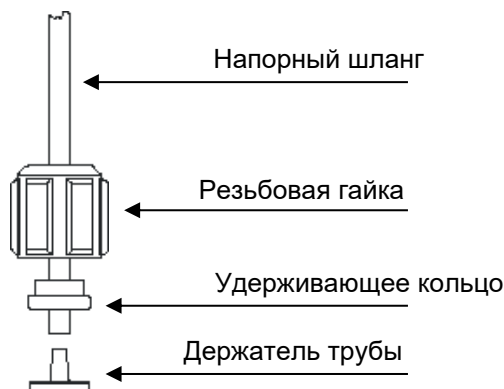 Напорный шланг
Резьбовая гайка
Удерживающее кольцо
Держатель трубы